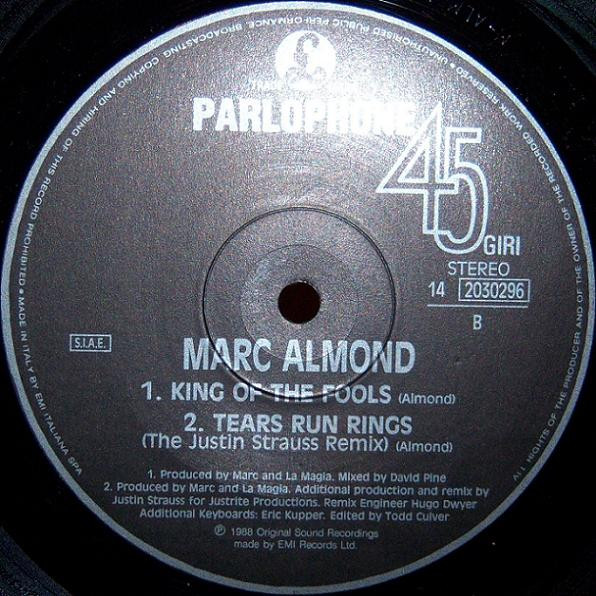 PARLOPHONE
45
GIRI
STEREO
14 2030296
B
S.I.A.E.
MARC ALMOND
1. KING OF THE FOOLS (Almond)
2. TEARS RUN RINGS
(The Justin Strauss Remix) (Almond)
1. Produced by Marc and La Magia. Mixed by David Pine
2. Produced by Marc and La Magia. Additional production and remix by
Justin Strauss for Justrite Productions. Remix Engineer Hugo Dwyer
Additional Keyboards: Eric Kupper. Edited by Todd Culver
℗ 1988 Original Sound Recordings
made by EMI Records Ltd.
ALL RIGHTS OF THE PRODUCER AND OF THE OWNER OF THE RECORDED WORK RESERVED • UNAUTHORISED PUBLIC PERFORMANCE, BROADCASTING, COPYING AND HIRING OF THIS RECORD PROHIBITED • MADE IN ITALY BY EMI ITALIANA SPA